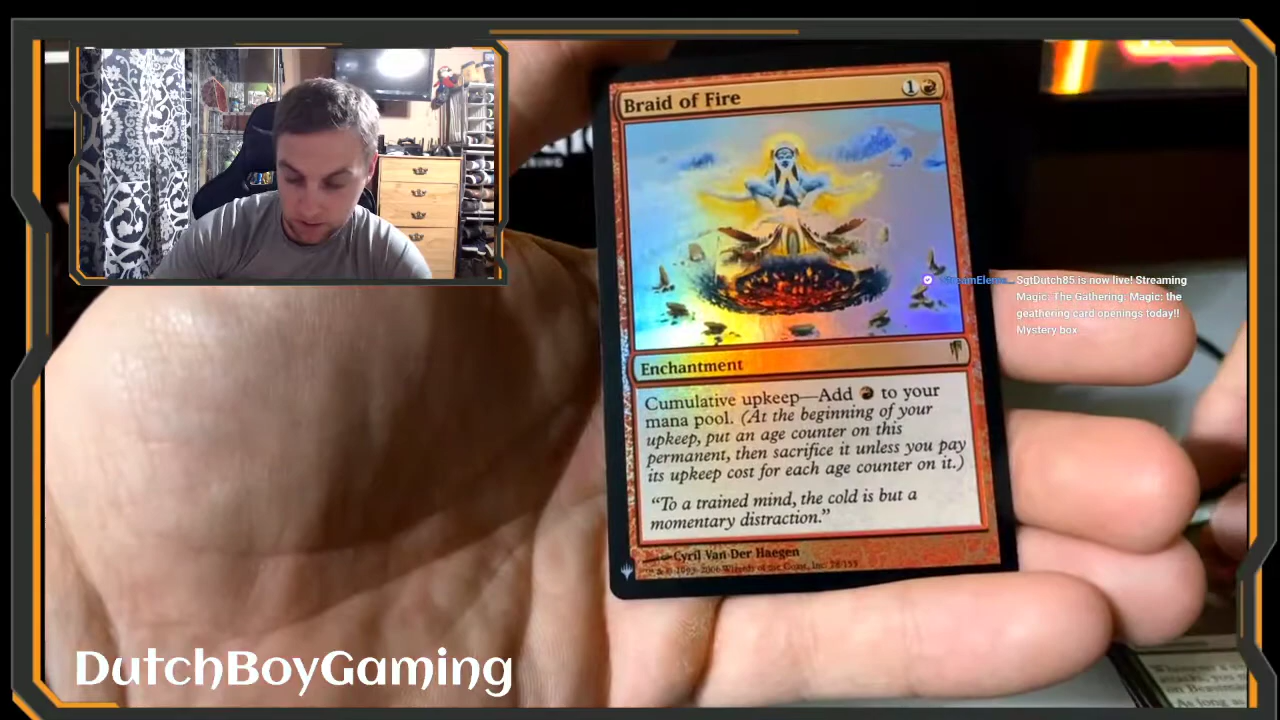 Braid of Fire
1
Enchantment
Cumulative upkeep—Add to your
mana pool. (At the beginning of your
upkeep, put an age counter on this
permanent, then sacrifice it unless you pay
its upkeep cost for each age counter on it.)
“To a trained mind, the cold is but a
momentary distraction.”
Cyril Van Der Haegen
SgtDutch85 is now live! Streaming
Magic: The Gathering: Magic: the
geathering card openings today!!
Mystery box.
DutchBoyGaming